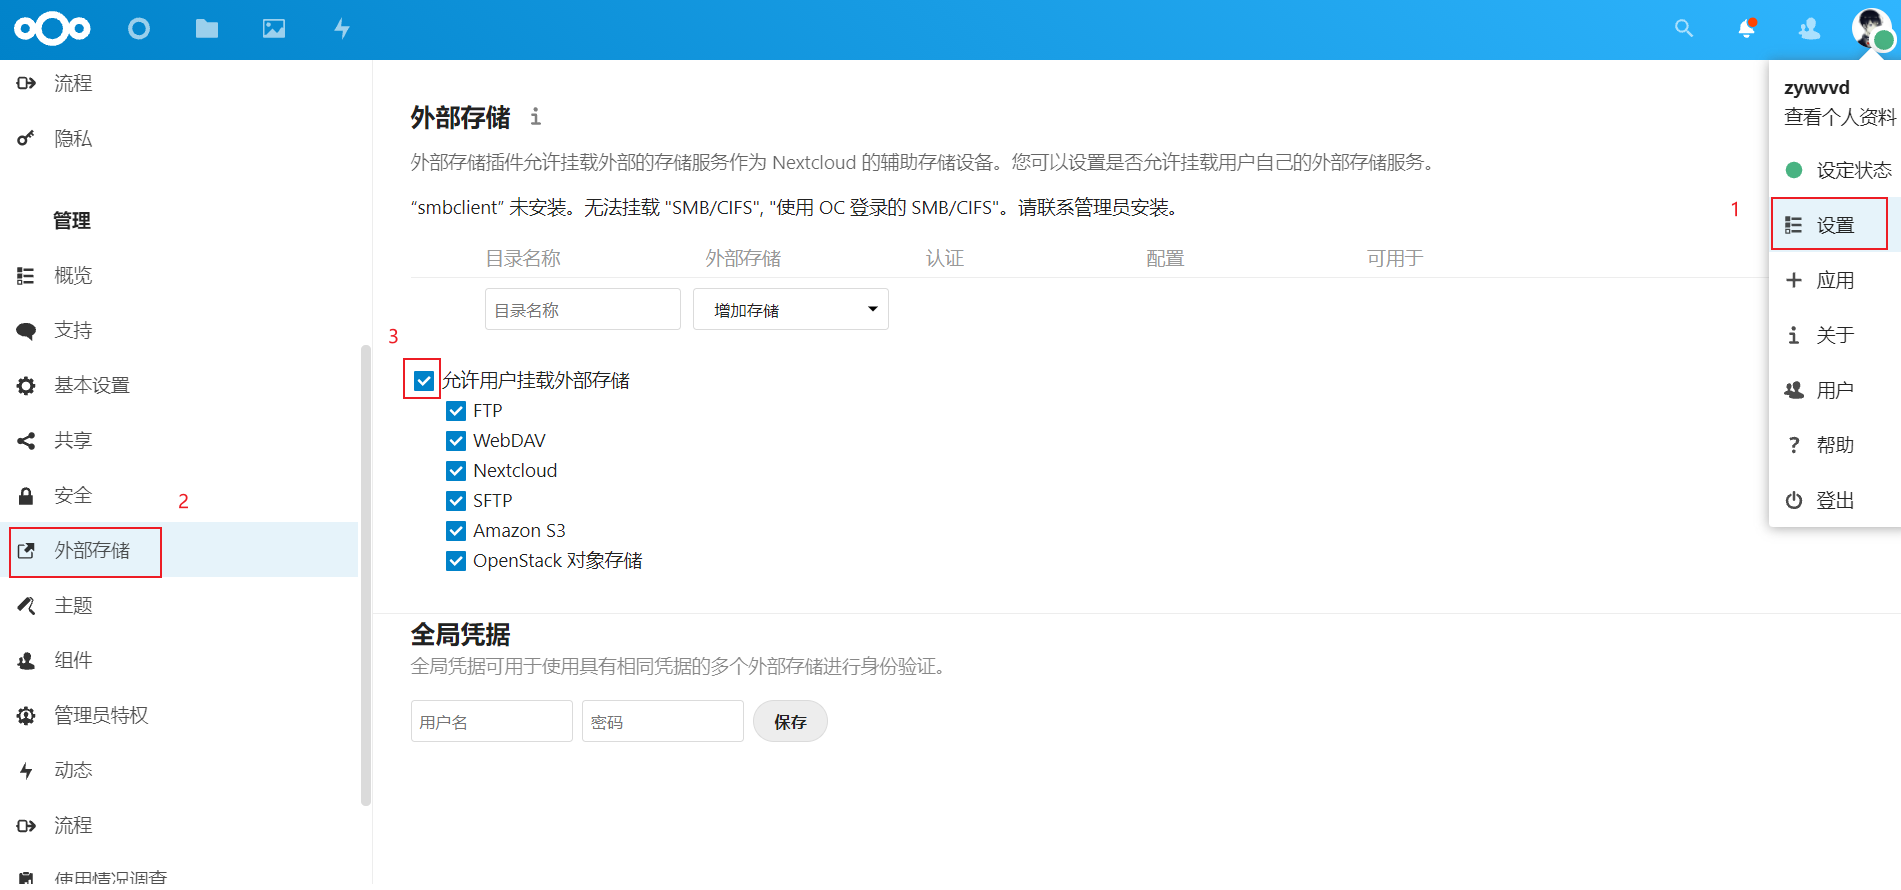 流程
隐私
管理
概览
支持
基本设置
共享
安全
2
外部存储
主题
组件
管理员特权
动态
流程
使用情况调查
外部存储
外部存储插件允许挂载外部的存储服务作为 Nextcloud 的辅助存储设备。您可以设置是否允许挂载用户自己的外部存储服务。
“smbclient” 未安装。无法挂载 "SMB/CIFS", "使用 OC 登录的 SMB/CIFS"。请联系管理员安装。
目录名称 外部存储 认证 配置 可用于
目录名称 增加存储
3
允许用户挂载外部存储
FTP
WebDAV
Nextcloud
SFTP
Amazon S3
OpenStack 对象存储
全局凭据
全局凭据可用于使用具有相同凭据的多个外部存储进行身份验证。
用户名 密码 保存
zywvvd
查看个人资料
设定状态
1
设置
应用
关于
用户
帮助
登出